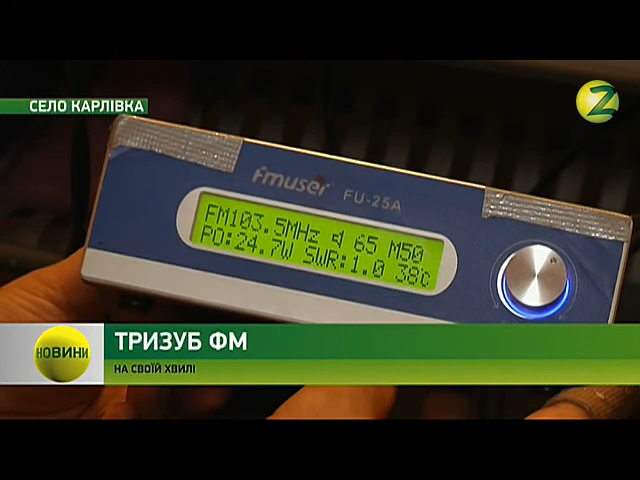 СЕЛО КАРЛІВКА
Z
fmuser FU-25A
FM103.5MHz d 65 M50
PO:24.7W SWR:1.0 38c
НОВИНИ
ТРИЗУБ ФМ
НА СВОЇЙ ХВИЛІ